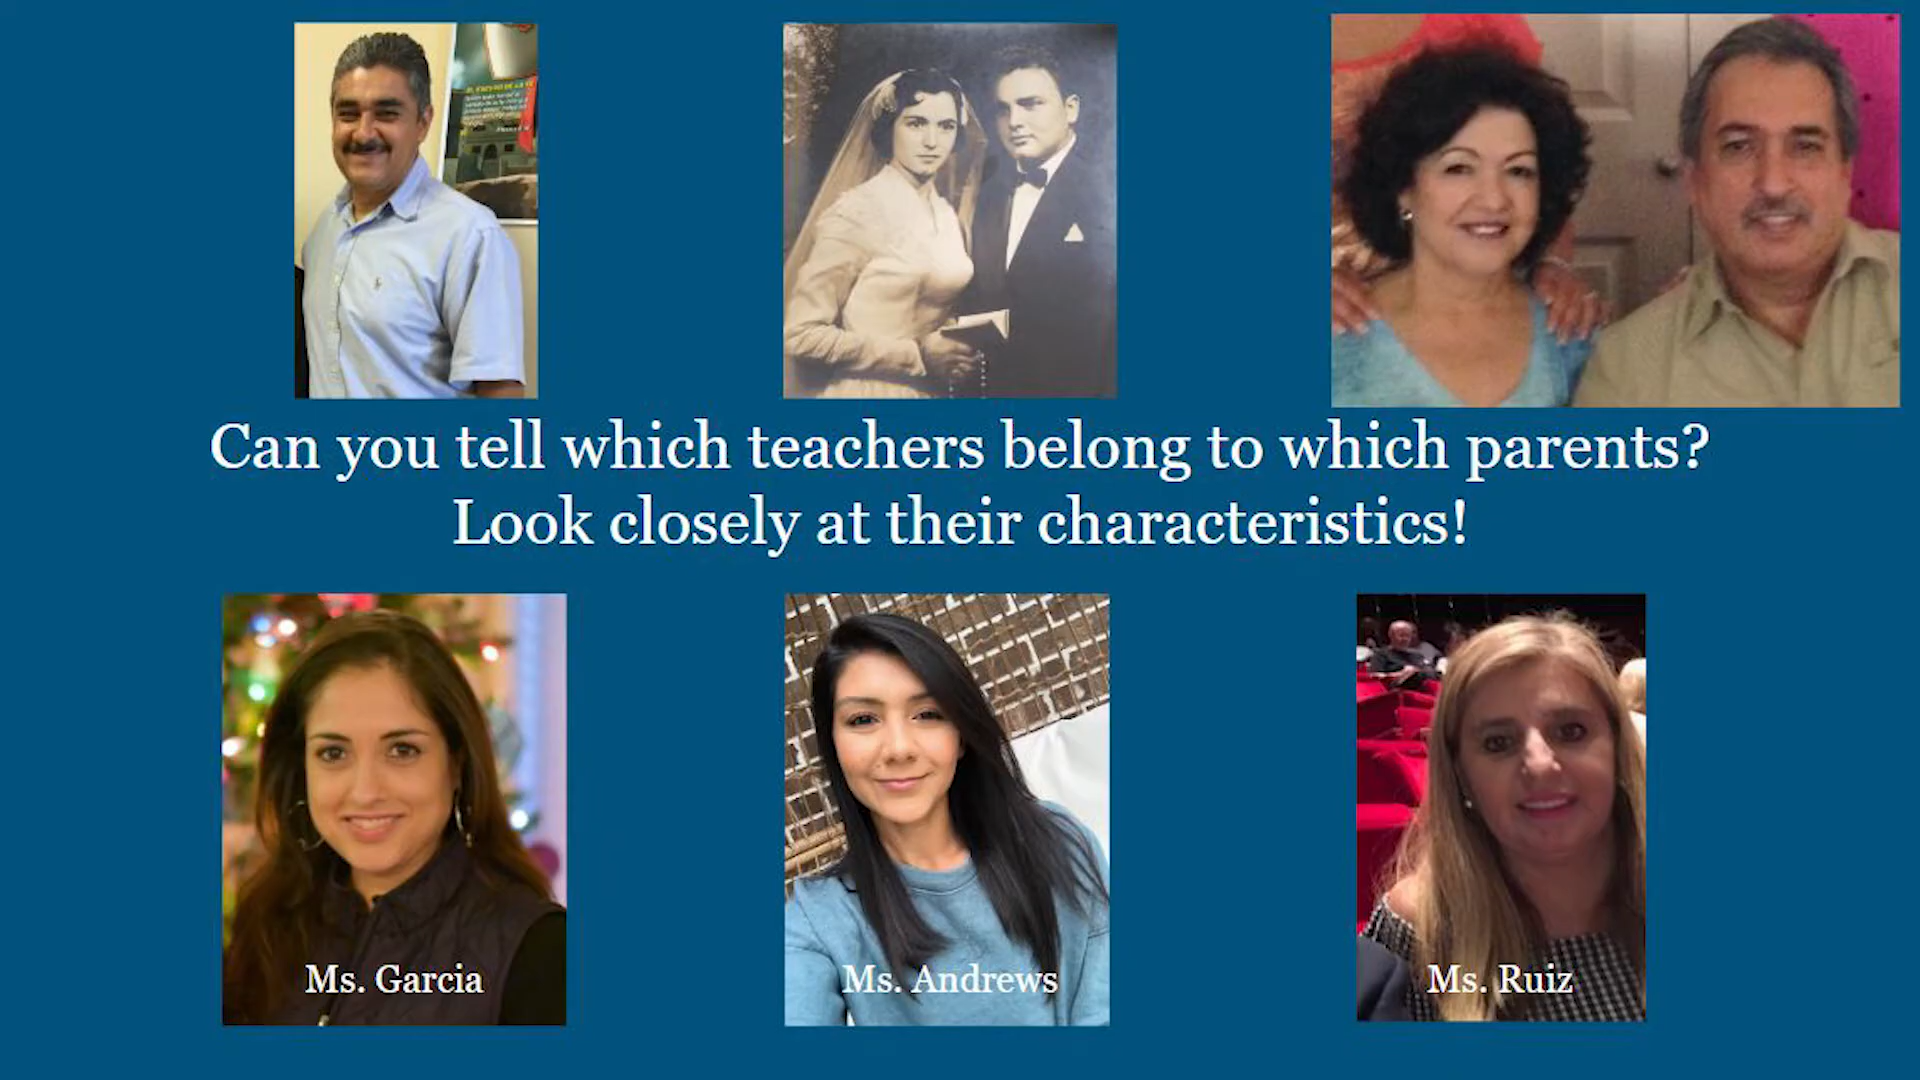 Can you tell which teachers belong to which parents?
Look closely at their characteristics!
Ms. Garcia
Ms. Andrews
Ms. Ruiz